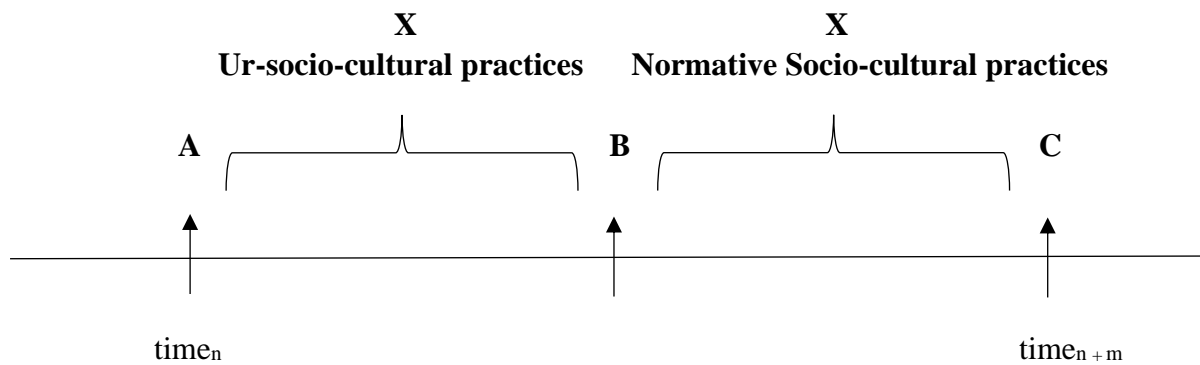 X X
Ur-socio-cultural practices Normative Socio-cultural practices
A B C
timen timen + m